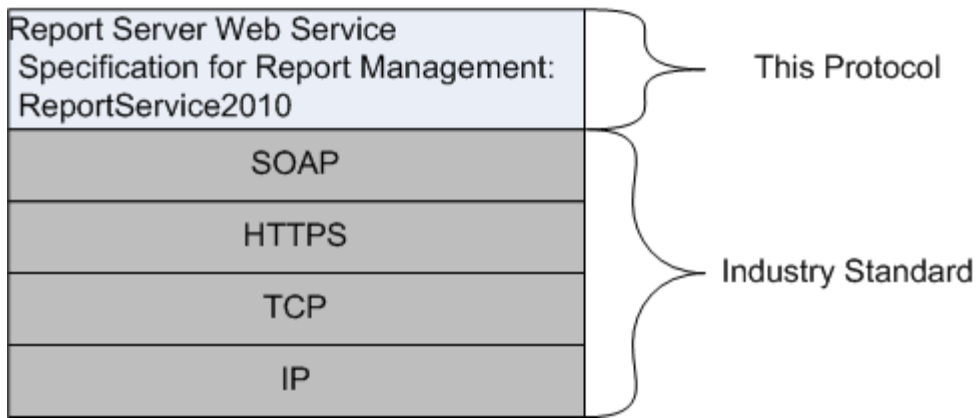 Report Server Web Service
Specification for Report Management:
ReportService2010
This Protocol
SOAP
HTTPS
TCP
IP
Industry Standard